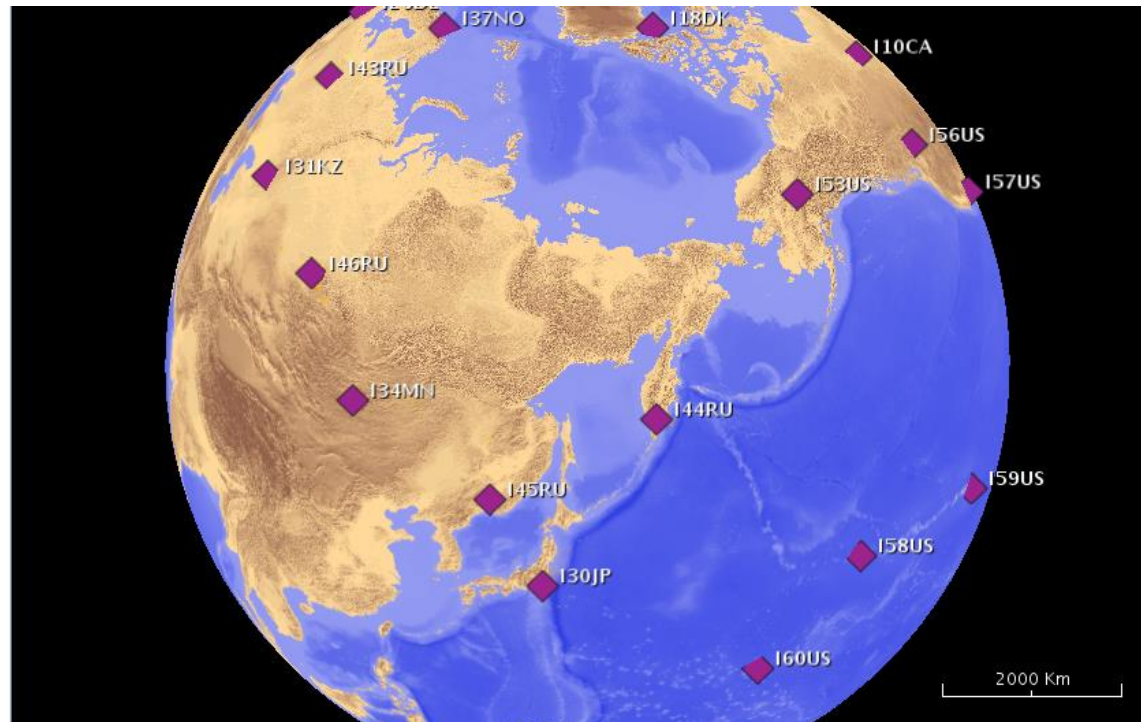 I37NO
I18DK
I10CA
I43RU
I56US
I31KZ
I53US
I57US
I46RU
I34MN
I44RU
I59US
I45RU
I58US
I30JP
I60US
2000 Km